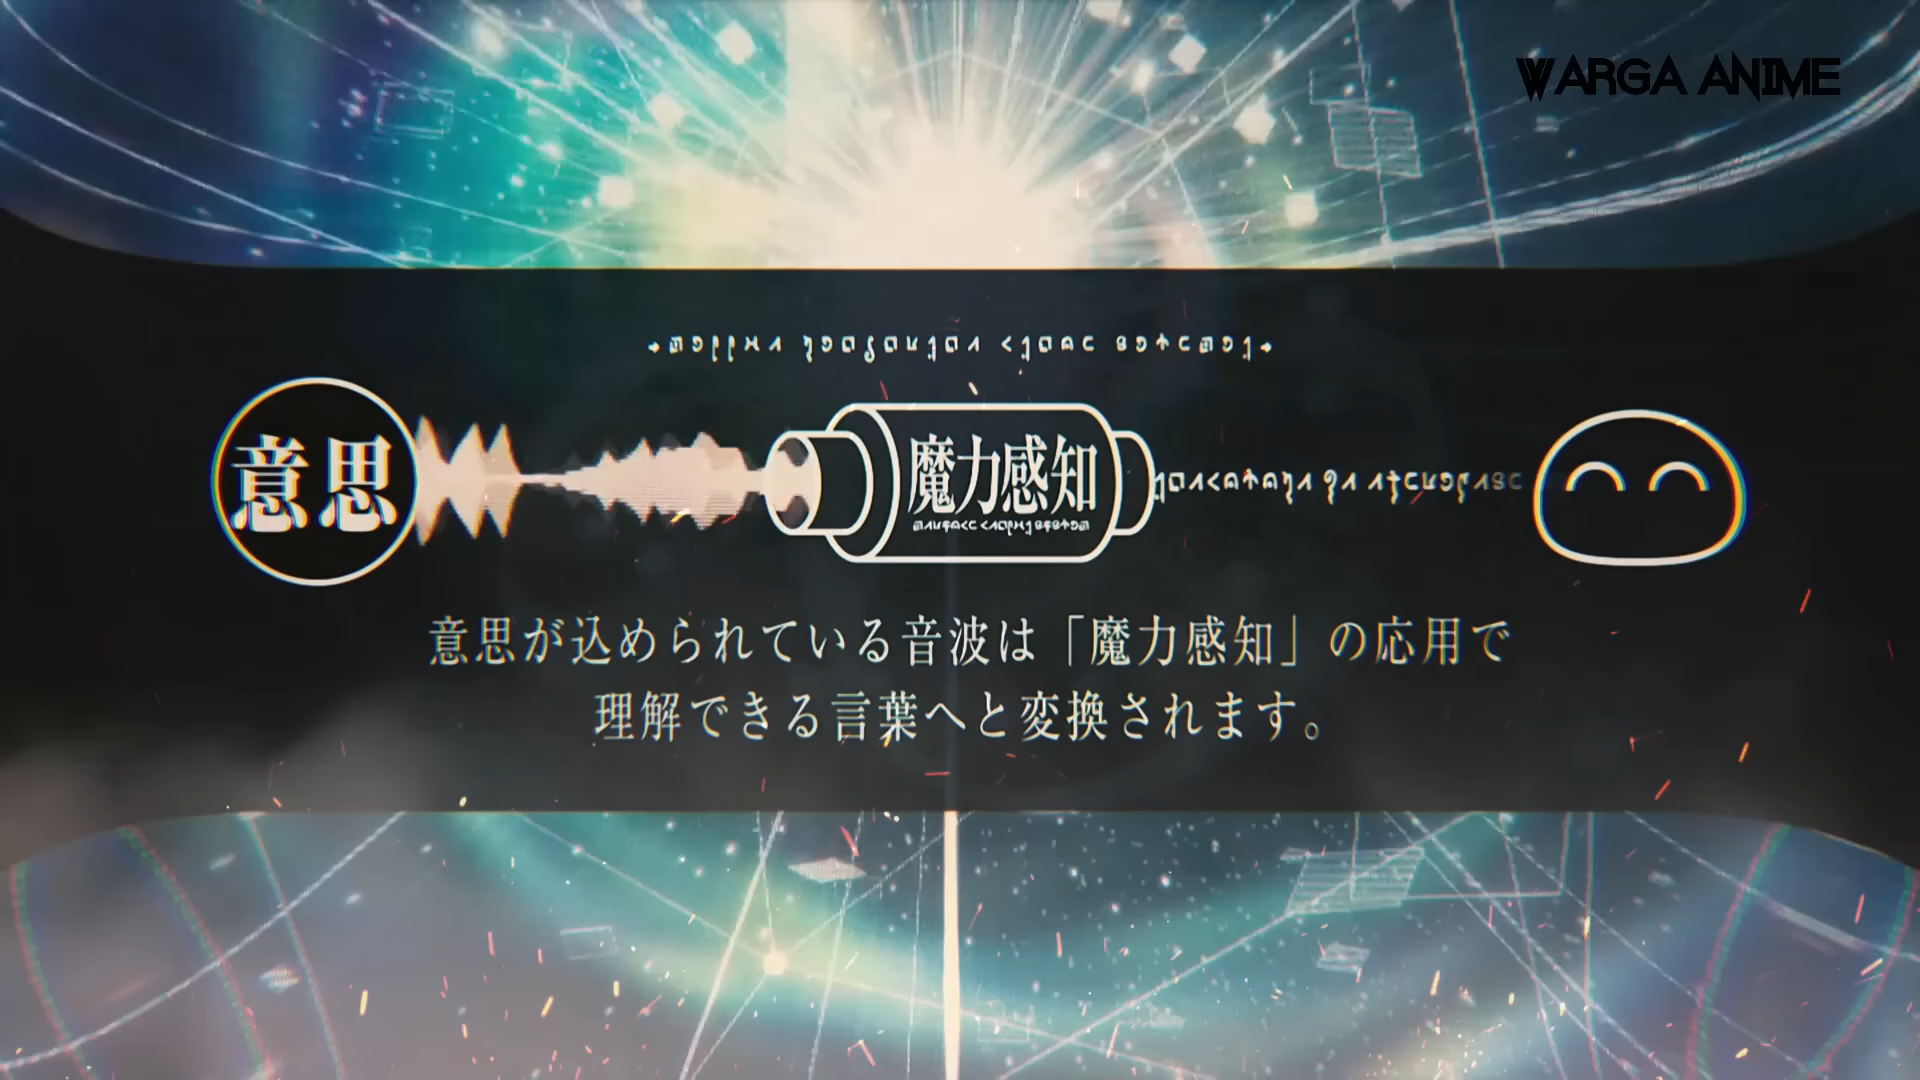 WARGA ANIME
意思
魔力感知
意思が込められている音波は「魔力感知」の応用で
理解できる言葉へと変換されます。